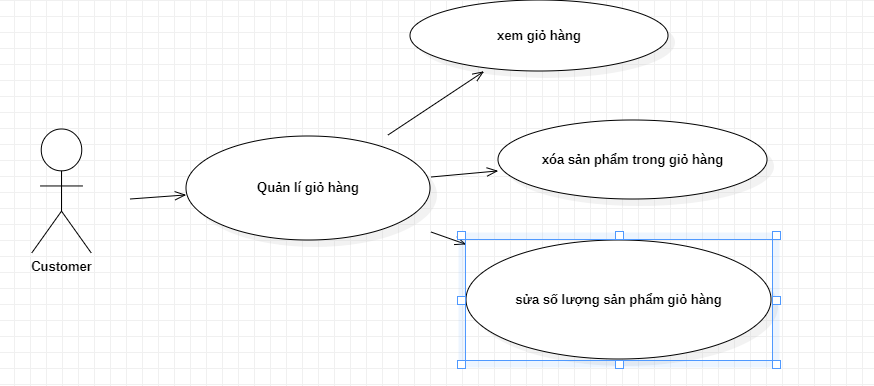 xem giỏ hàng
xóa sản phẩm trong giỏ hàng
Quản lí giỏ hàng
Customer
sửa số lượng sản phẩm giỏ hàng